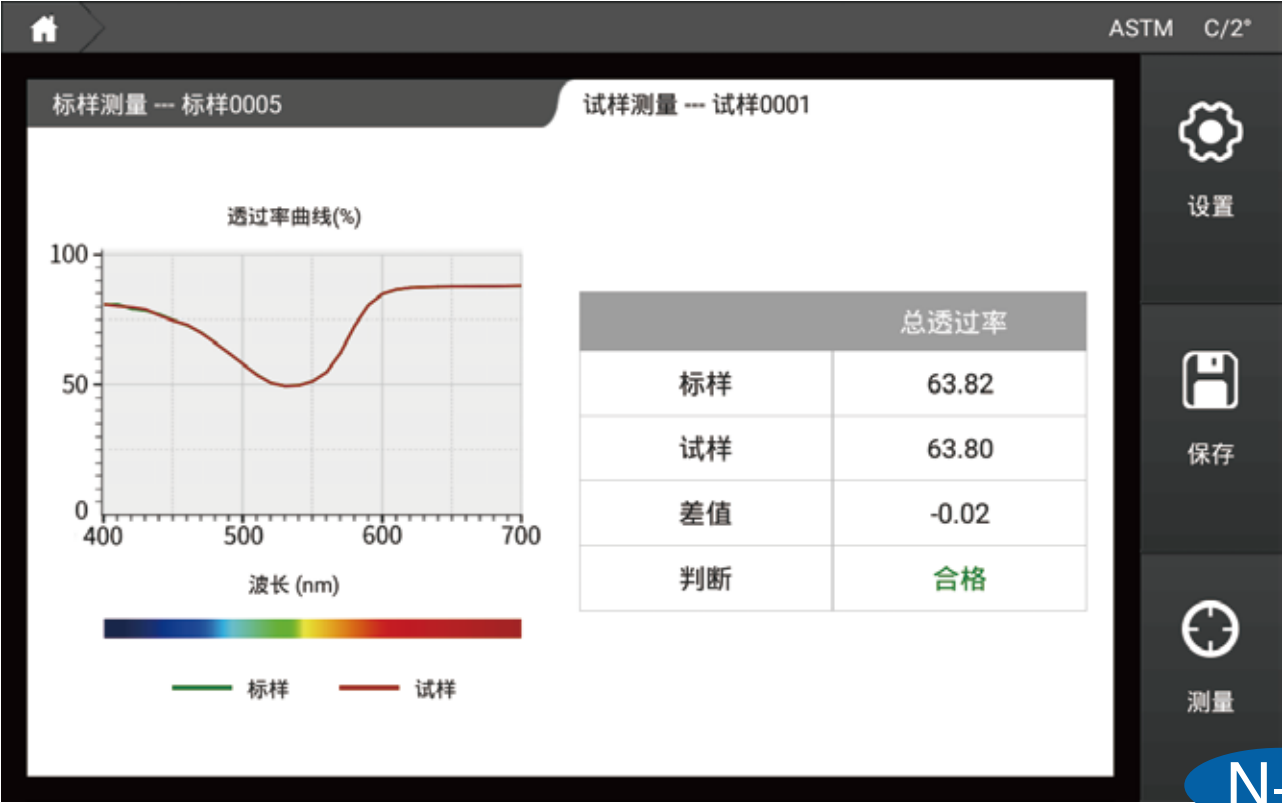 ASTM C/2°
标样测量 --- 标样0005
试样测量 --- 试样0001
设置
透过率曲线(%)
100
50
0
400 500 600 700
波长 (nm)
标样 试样
总透过率
标样 63.82
试样 63.80
差值 -0.02
判断 合格
保存
测量
N-